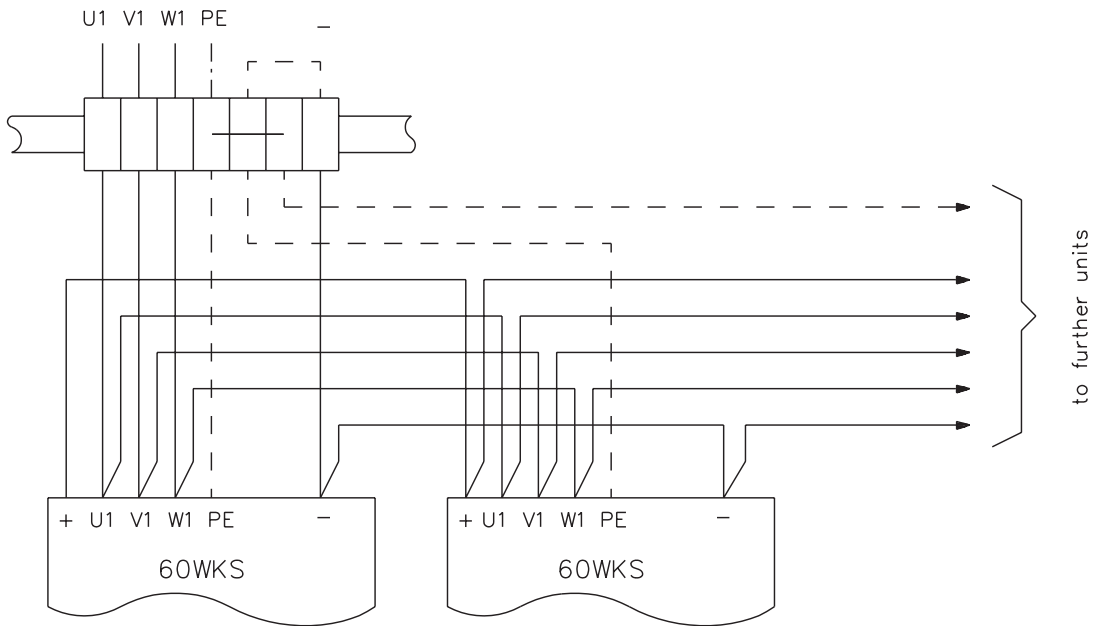 U1 V1 W1 PE −
to further units
+ U1 V1 W1 PE −
60WKS
+ U1 V1 W1 PE −
60WKS